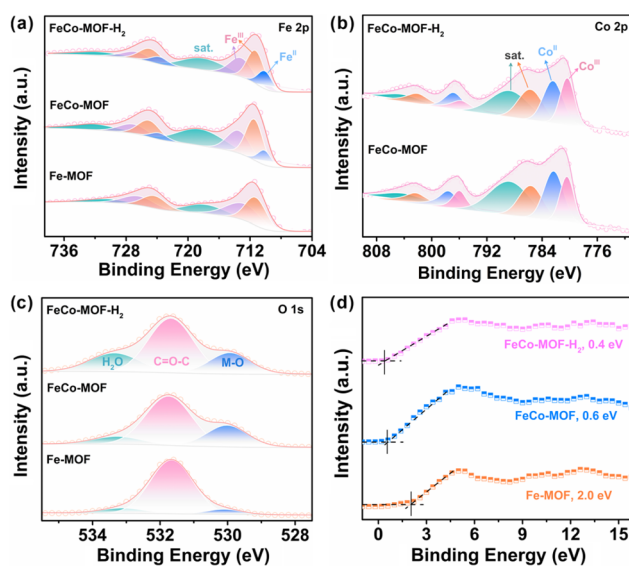 (a) FeCo-MOF-H₂ Fe 2p
sat. Feᴵᴵᴵ Feᴵᴵ
FeCo-MOF
Fe-MOF
Intensity (a.u.)
738 729 720 712 704
Binding Energy (eV)
(b) FeCo-MOF-H₂ Co 2p
sat. Coᴵᴵ Coᴵᴵᴵ
FeCo-MOF
Intensity (a.u.)
808 800 792 784 776
Binding Energy (eV)
(c) FeCo-MOF-H₂ O 1s
H₂O C=O-C M-O
FeCo-MOF
Fe-MOF
Intensity (a.u.)
534 532 530 528
Binding Energy (eV)
(d)
FeCo-MOF-H₂, 0.4 eV
FeCo-MOF, 0.6 eV
Fe-MOF, 2.0 eV
Intensity (a.u.)
0 3 6 9 12 15
Binding Energy (eV)